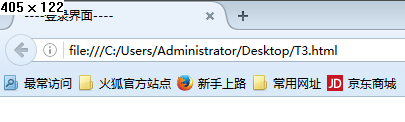 405 × 122
----登录界面----
file:///C:/Users/Administrator/Desktop/T3.html
最常访问 火狐官方站点 新手上路 常用网址 JD 京东商城